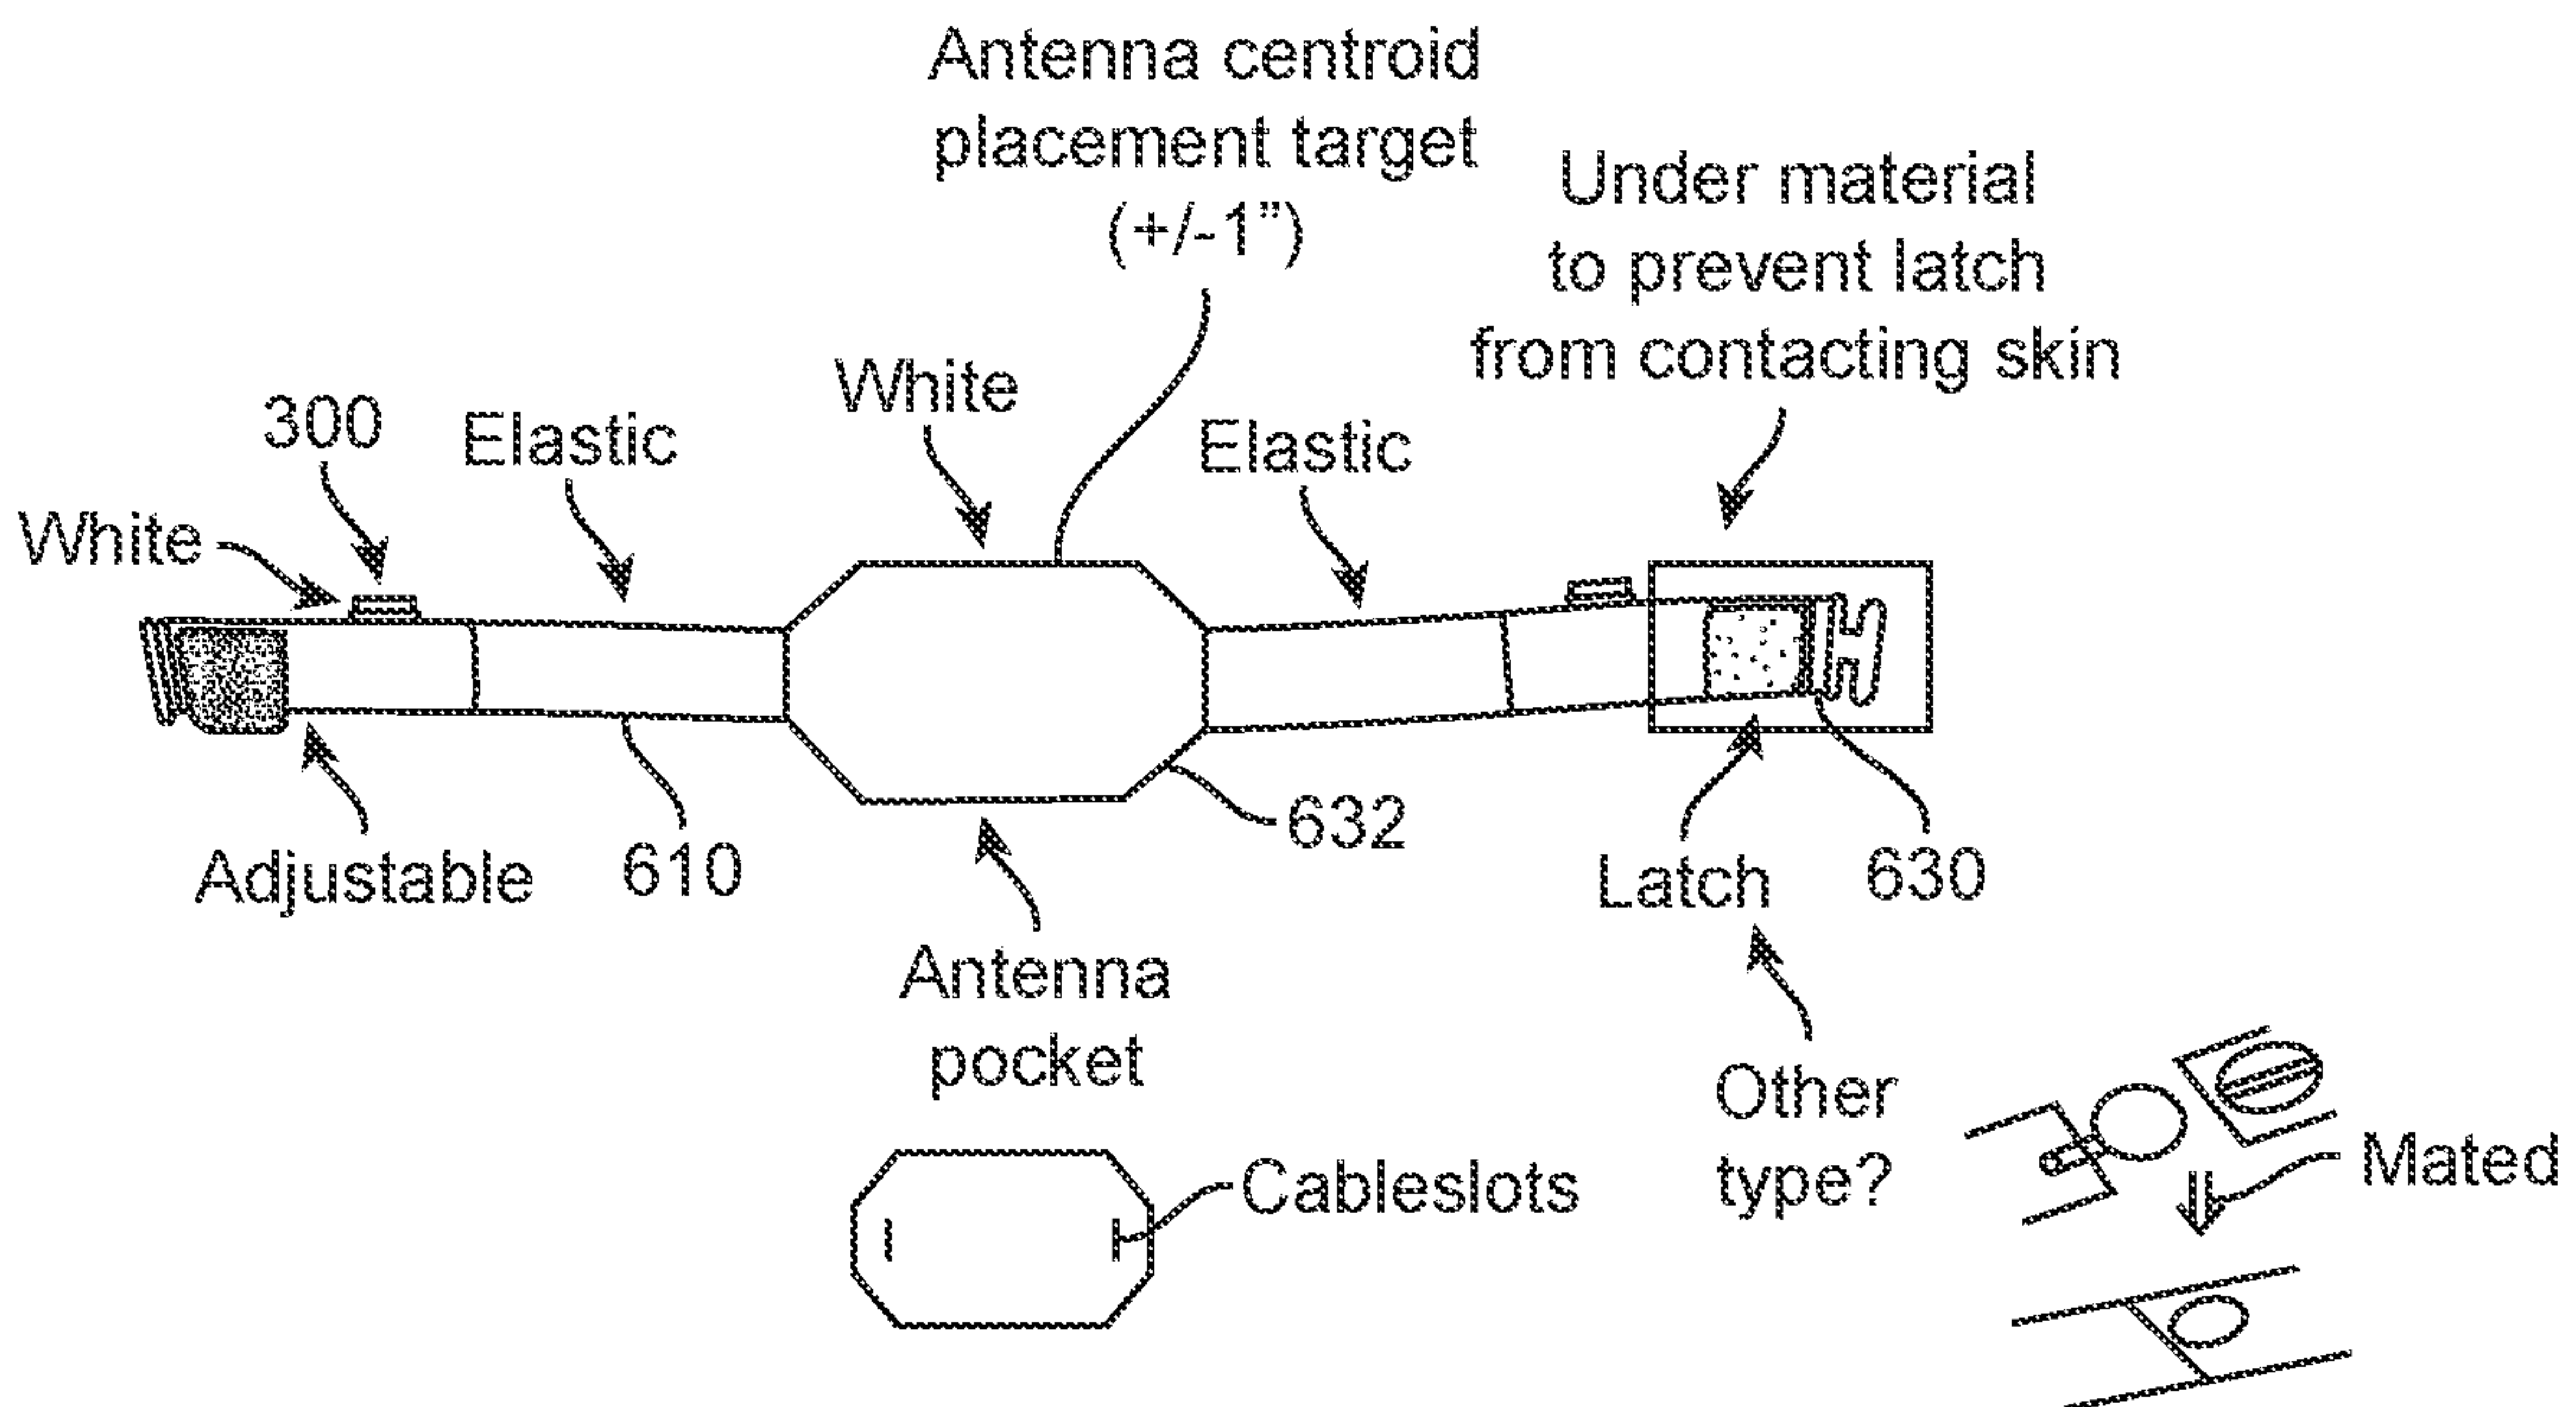 Antenna centroid
placement target
(+/-1")
Under material
to prevent latch
from contacting skin
White
300
Elastic
White
Elastic
Adjustable
610
632
Latch
630
Antenna
pocket
Other
type?
Cableslots
Mated